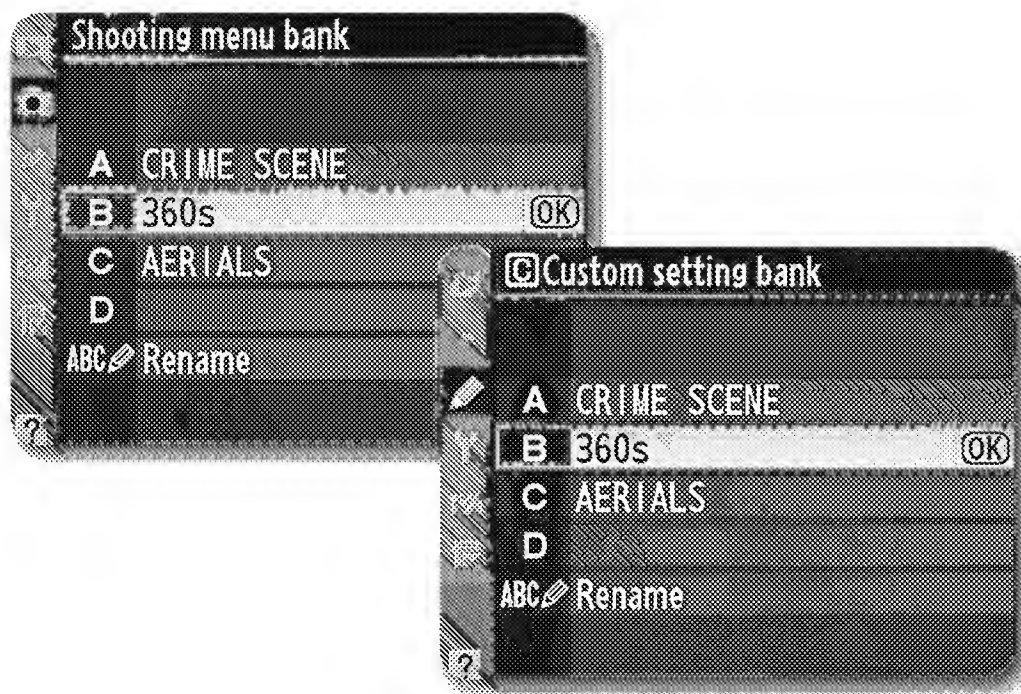 Shooting menu bank
A CRIME SCENE
B 360s OK
C AERIALS
D
ABC Rename
?
C Custom setting bank
A CRIME SCENE
B 360s OK
C AERIALS
D
ABC Rename
?